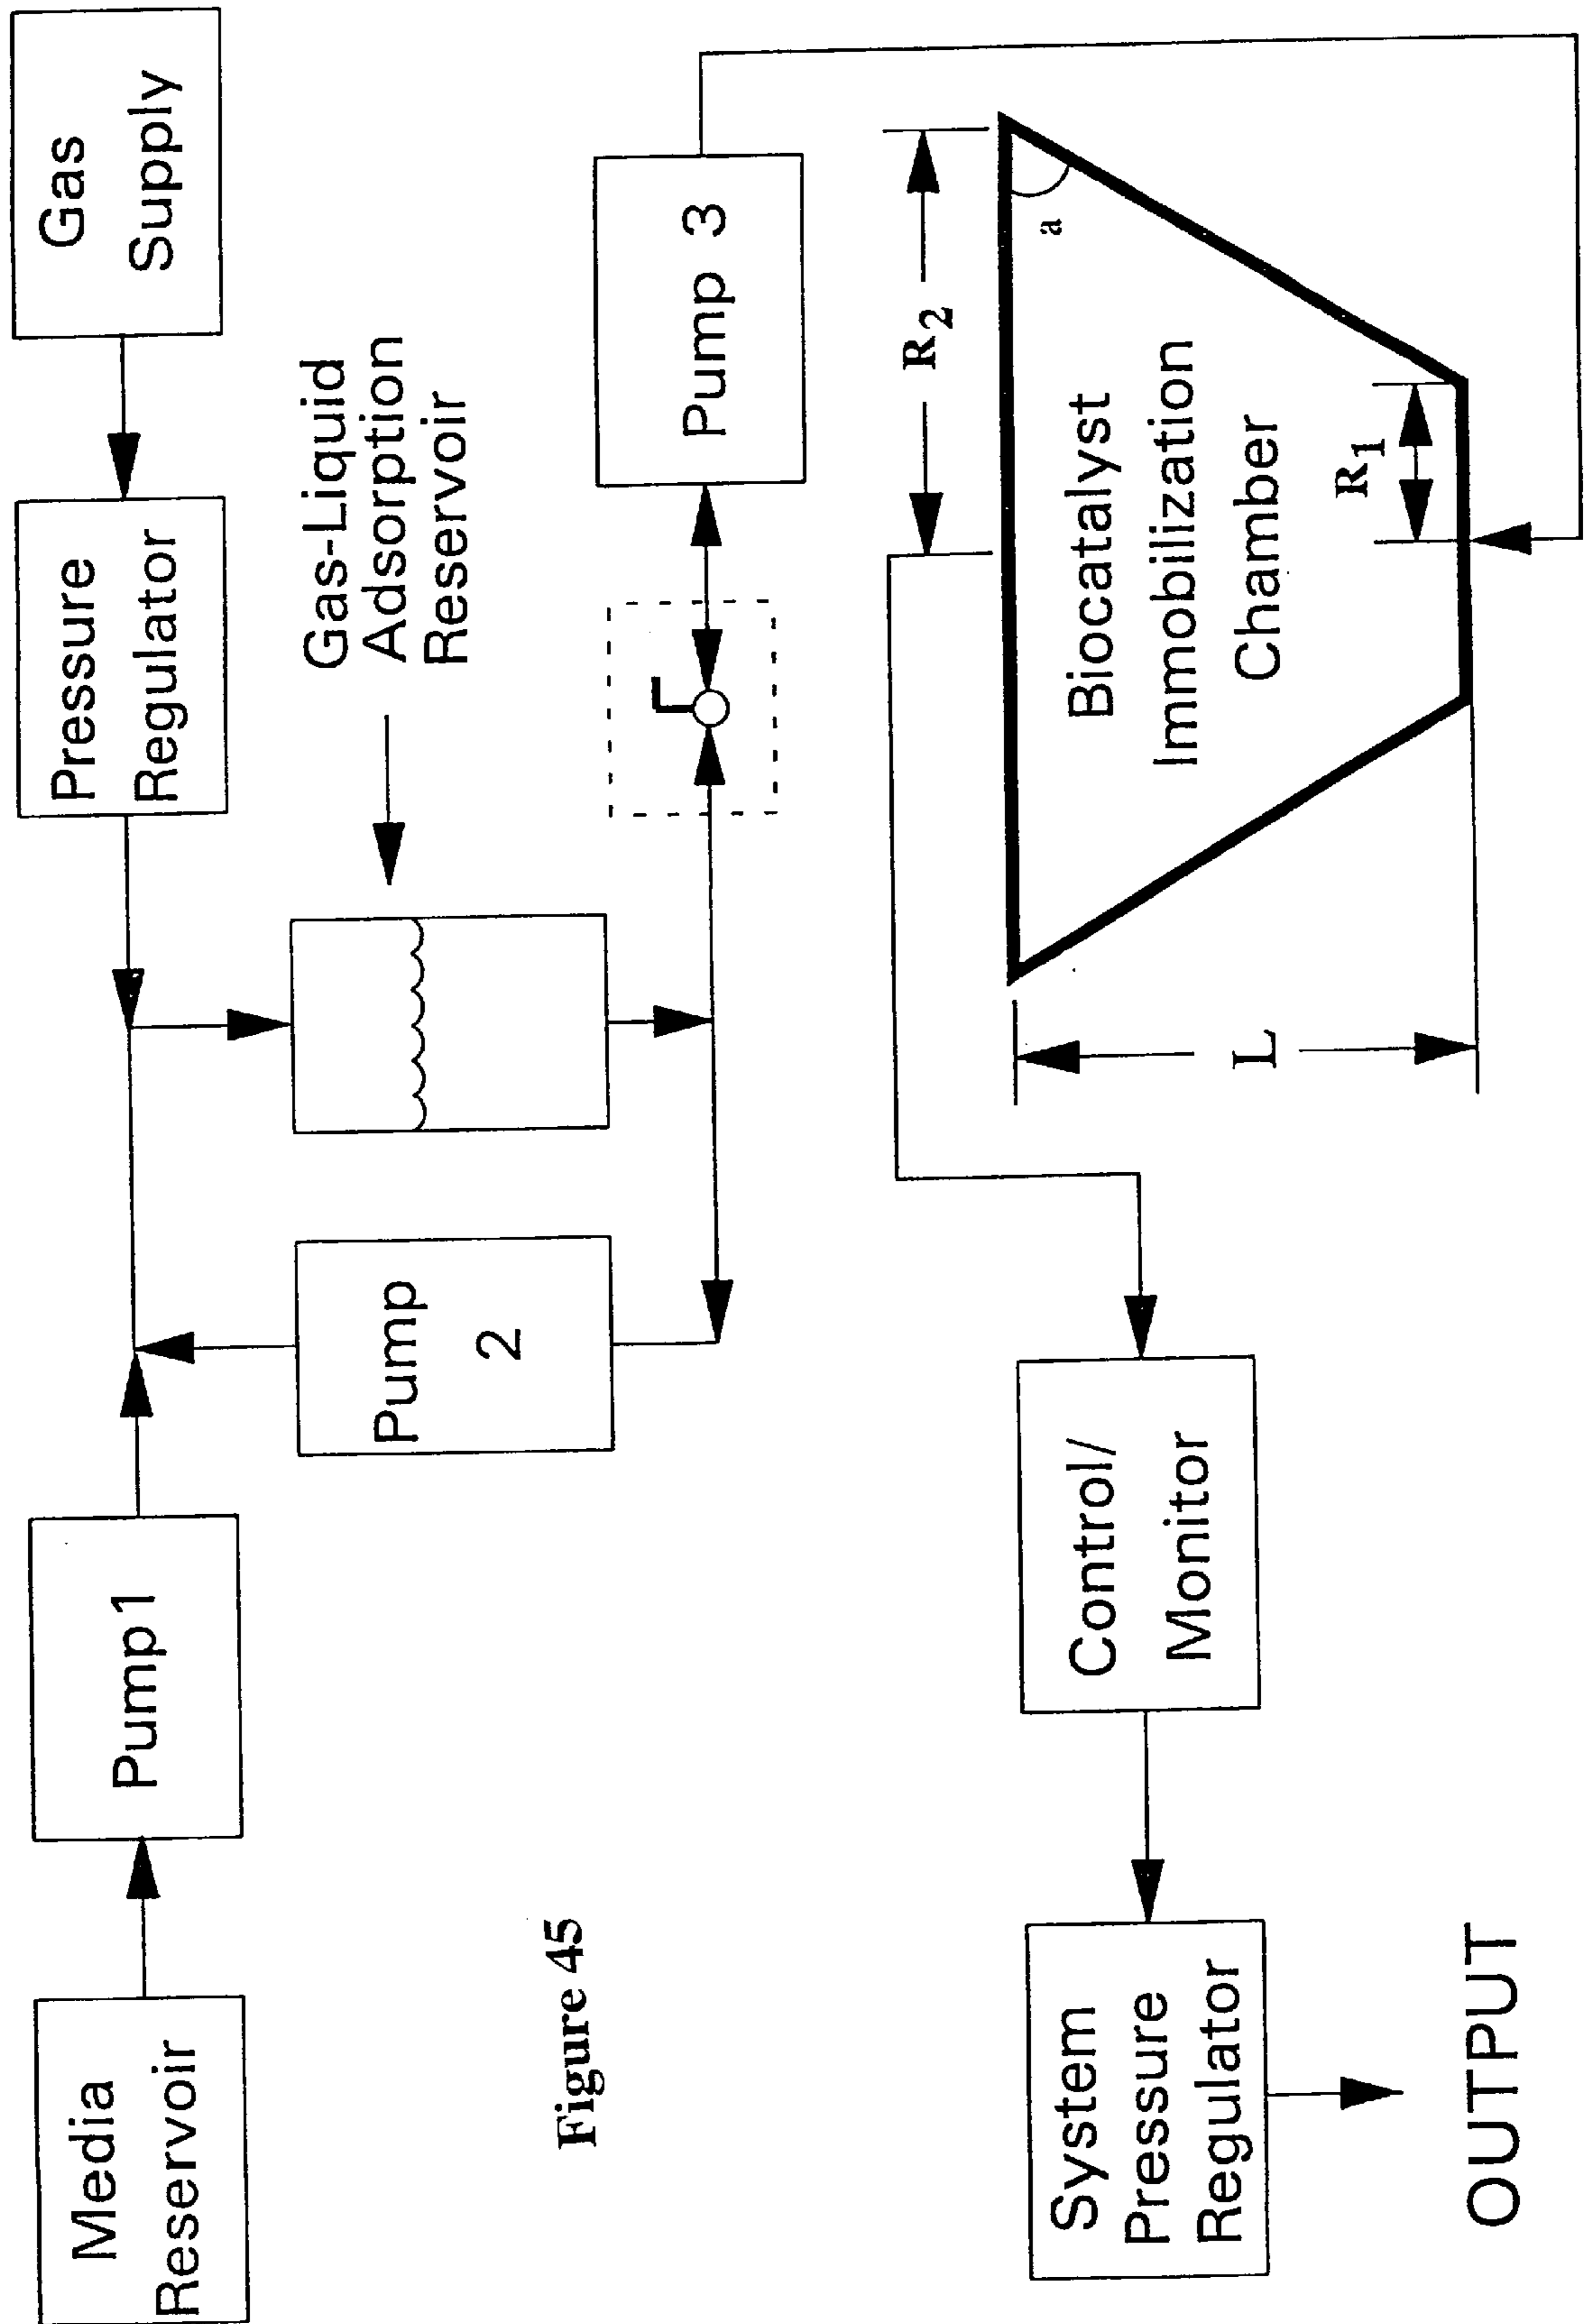 Media
Reservoir
Pump1
Pump
2
Pressure
Regulator
Gas
Supply
Gas-Liquid
Adsorption
Reservoir
Pump 3
Figure 45
System
Pressure
Regulator
OUTPUT
Control/
Monitor
L
R2
a
Biocatalyst
Immobilization
Chamber
R1